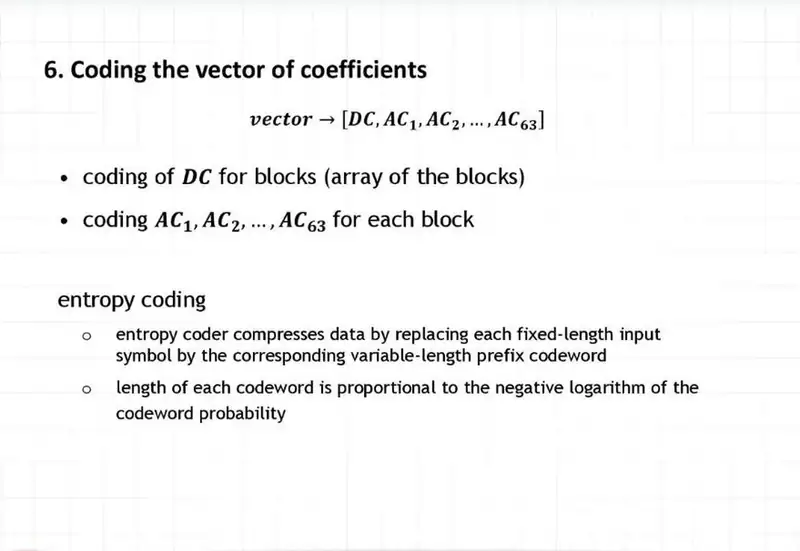 6. Coding the vector of coefficients
vector → [DC, AC₁, AC₂, ..., AC₆₃]
• coding of DC for blocks (array of the blocks)
• coding AC₁, AC₂, ..., AC₆₃ for each block
entropy coding
o entropy coder compresses data by replacing each fixed-length input
symbol by the corresponding variable-length prefix codeword
o length of each codeword is proportional to the negative logarithm of the
codeword probability